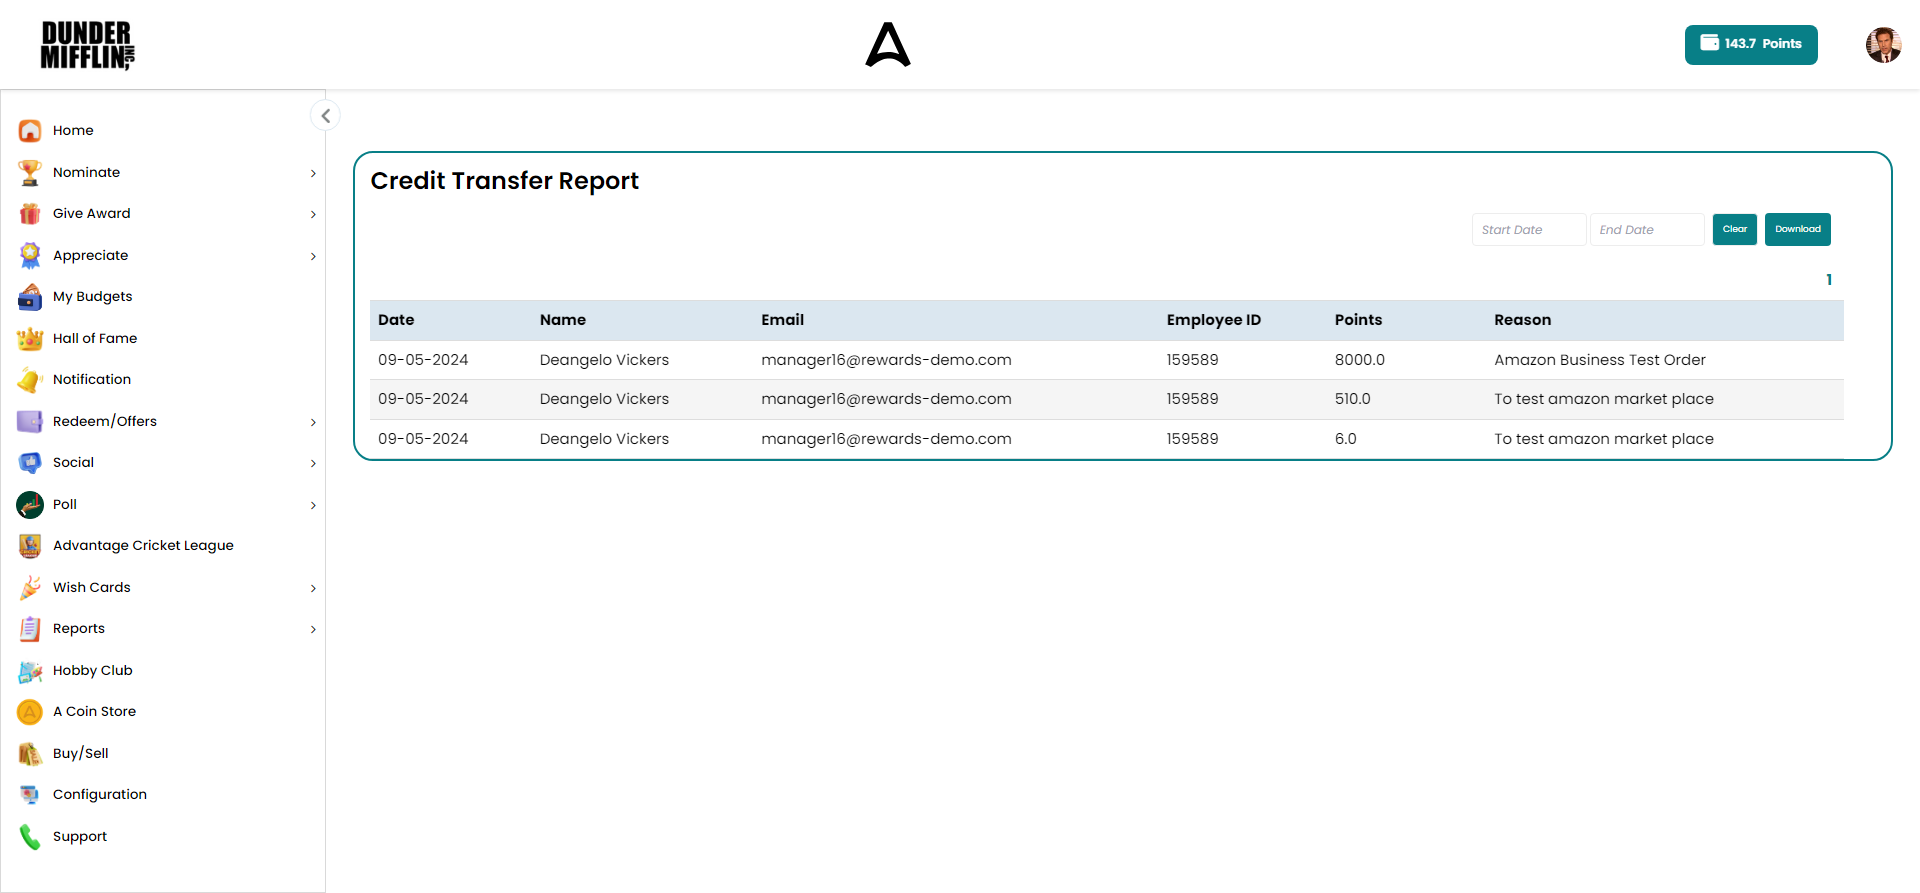 DUNDER
MIFFLIN INC,
143.7 Points
Home
Nominate
Give Award
Appreciate
My Budgets
Hall of Fame
Notification
Redeem/Offers
Social
Poll
Advantage Cricket League
Wish Cards
Reports
Hobby Club
A Coin Store
Buy/Sell
Configuration
Support
Credit Transfer Report
Start Date End Date Clear Download
1
Date Name Email Employee ID Points Reason
09-05-2024 Deangelo Vickers manager16@rewards-demo.com 159589 8000.0 Amazon Business Test Order
09-05-2024 Deangelo Vickers manager16@rewards-demo.com 159589 510.0 To test amazon market place
09-05-2024 Deangelo Vickers manager16@rewards-demo.com 159589 6.0 To test amazon market place